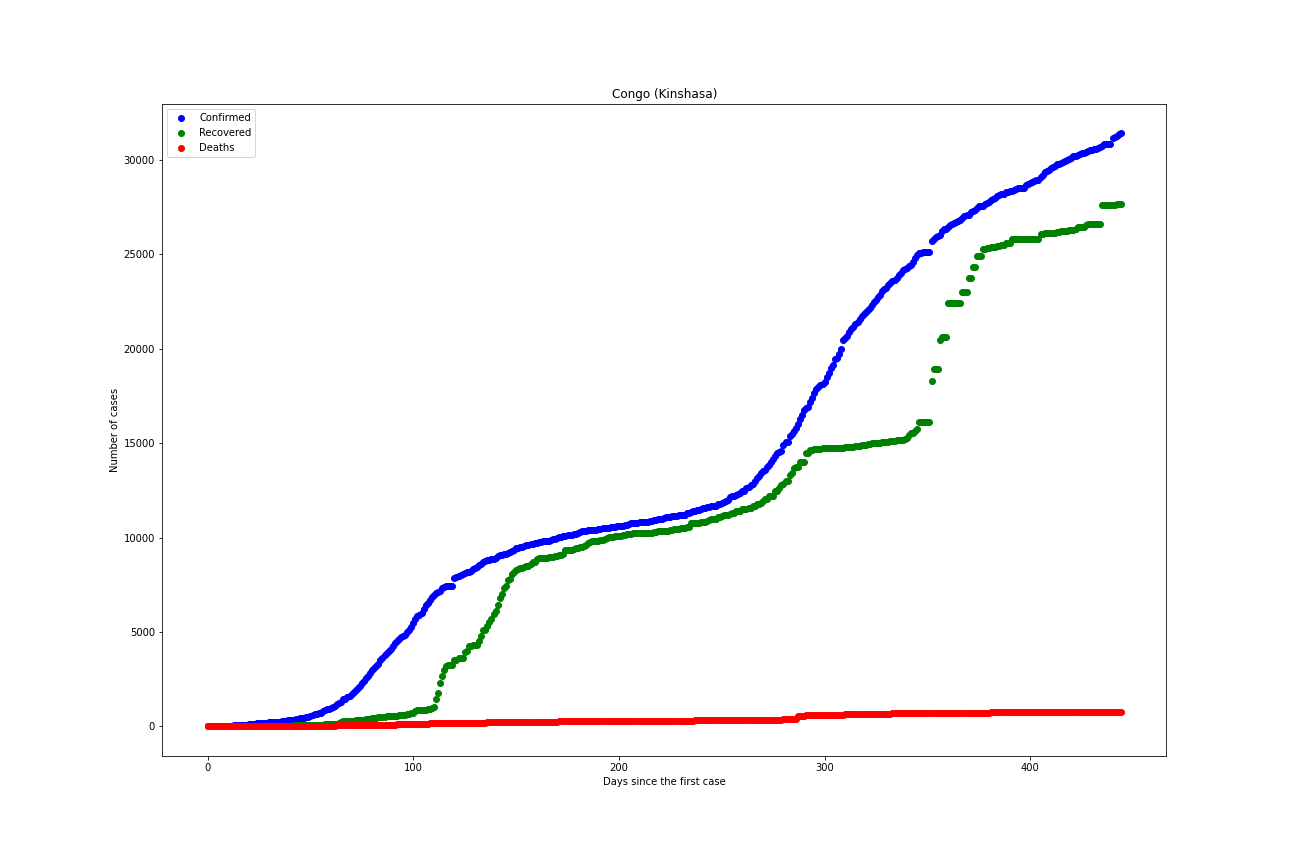 Congo (Kinshasa)
Confirmed
Recovered
Deaths
30000
25000
20000
15000
10000
5000
0
Number of cases
0 100 200 300 400
Days since the first case